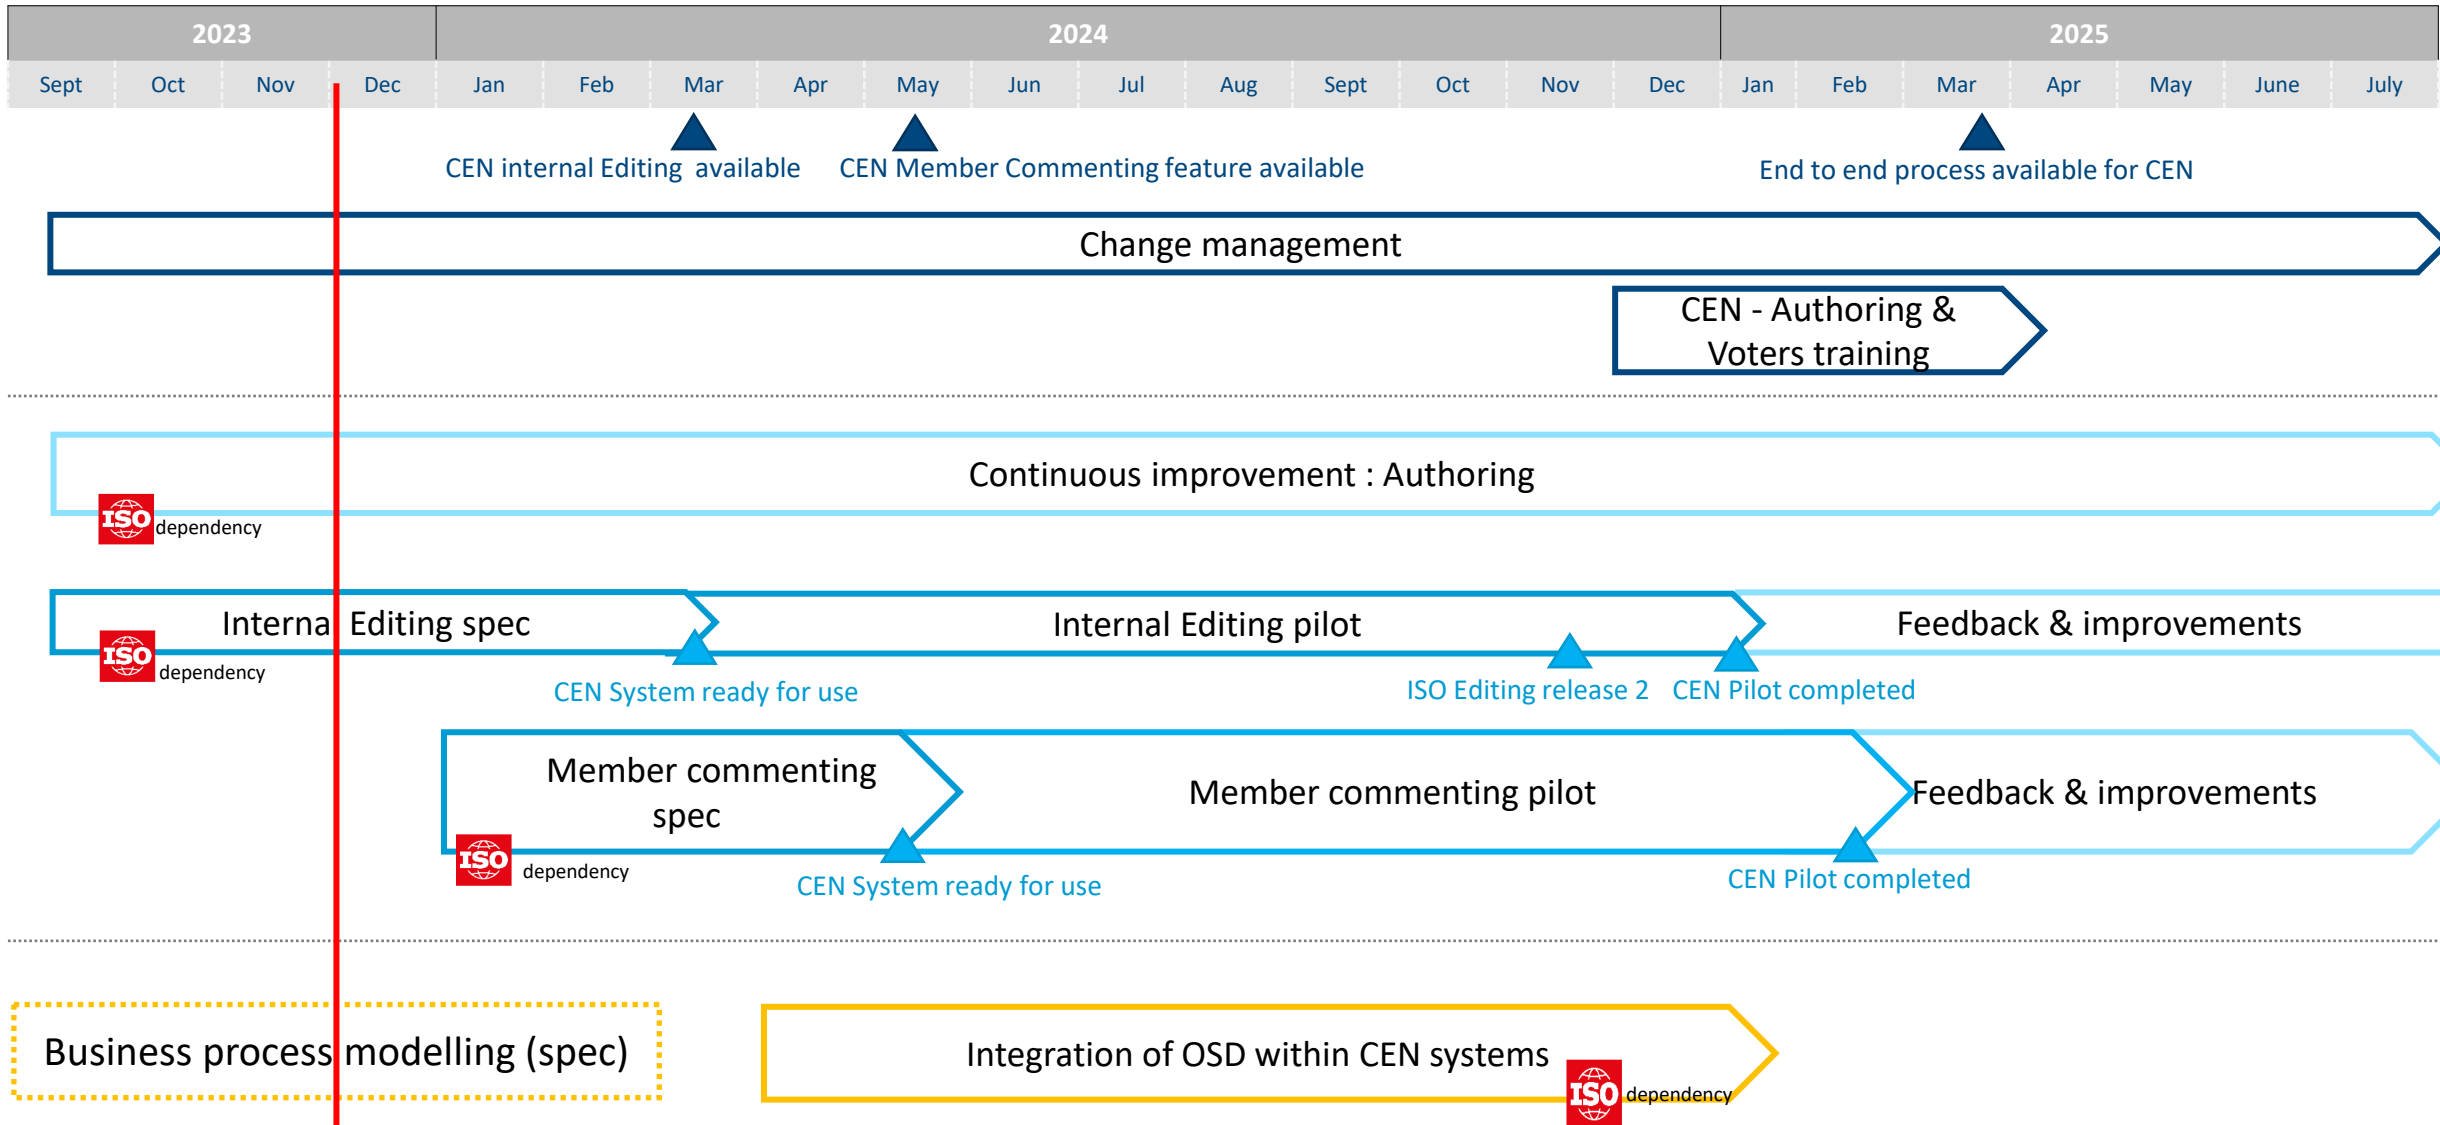 2023 2024 2025
Sept Oct Nov Dec Jan Feb Mar Apr May Jun Jul Aug Sept Oct Nov Dec Jan Feb Mar Apr May June July
CEN internal Editing available
CEN Member Commenting feature available
End to end process available for CEN
Change management
CEN - Authoring &
Voters training
Continuous improvement : Authoring
ISO
dependency
Internal Editing spec
Internal Editing pilot
Feedback & improvements
ISO
dependency
CEN System ready for use
ISO Editing release 2
CEN Pilot completed
Member commenting
spec
Member commenting pilot
Feedback & improvements
ISO
dependency
CEN System ready for use
CEN Pilot completed
Business process modelling (spec)
Integration of OSD within CEN systems
ISO
dependency